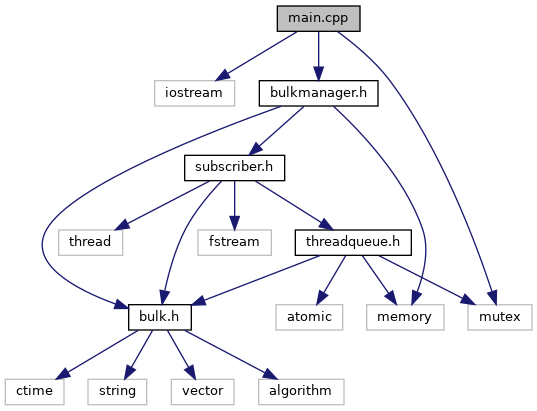 main.cpp
iostream
bulkmanager.h
subscriber.h
thread
fstream
threadqueue.h
bulk.h
atomic
memory
mutex
ctime
string
vector
algorithm